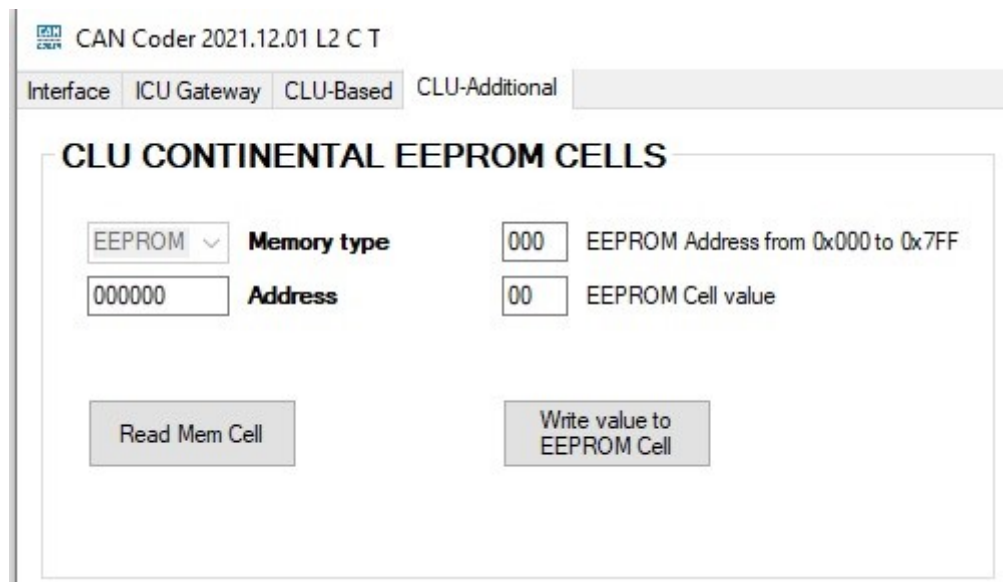 CAN Coder 2021.12.01 L2 C T
Interface ICU Gateway CLU-Based CLU-Additional
CLU CONTINENTAL EEPROM CELLS
EEPROM Memory type 000 EEPROM Address from 0x000 to 0x7FF
000000 Address 00 EEPROM Cell value
Read Mem Cell
Write value to
EEPROM Cell